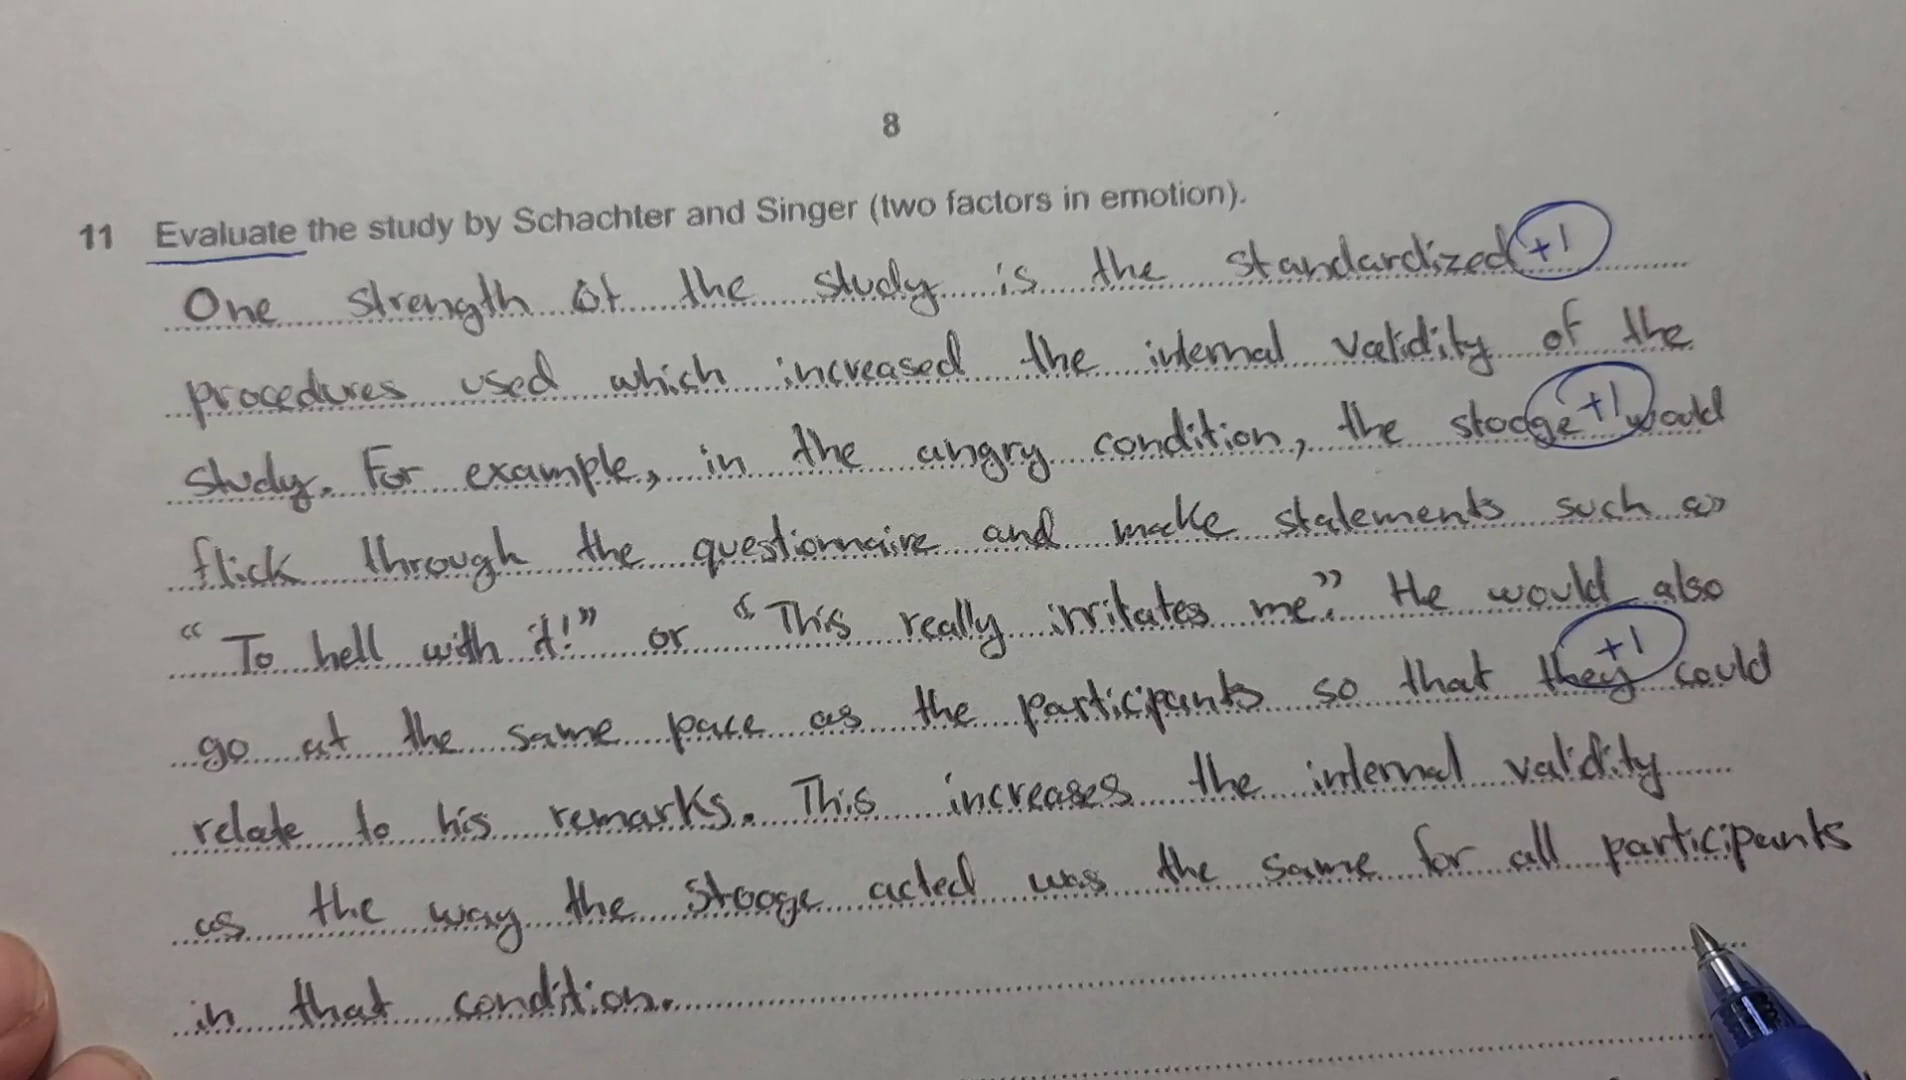 8
11 Evaluate the study by Schachter and Singer (two factors in emotion).
One strength of the study is the standardized +1
procedures used which increased the internal validity of the
study. For example, in the angry condition, the stooge +1 would
flick through the questionnaire and make statements such as
"To hell with it!" or "This really irritates me." He would also
go at the same pace as the participants so that they +1 could
relate to his remarks. This increases the internal validity
as the way the stooge acted was the same for all participants
in that condition.